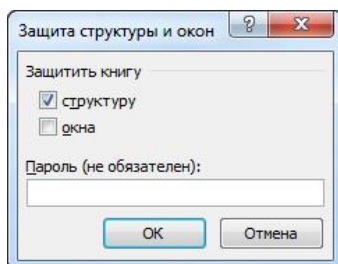 Защита структуры и окон
Защитить книгу
структуру
окна
Пароль (не обязателен):
ОК
Отмена